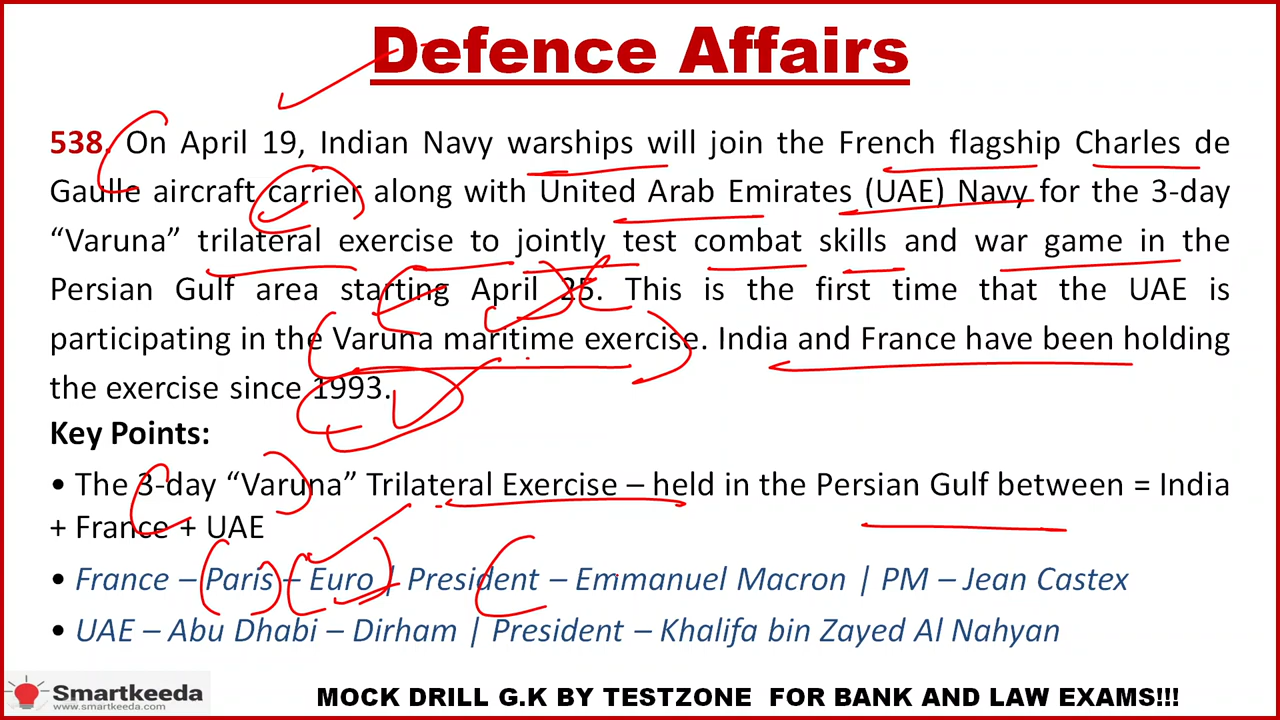 Defence Affairs
538. On April 19, Indian Navy warships will join the French flagship Charles de
Gaulle aircraft carrier along with United Arab Emirates (UAE) Navy for the 3-day
“Varuna” trilateral exercise to jointly test combat skills and war game in the
Persian Gulf area starting April 25. This is the first time that the UAE is
participating in the Varuna maritime exercise. India and France have been holding
the exercise since 1993.
Key Points:
• The 3-day “Varuna” Trilateral Exercise – held in the Persian Gulf between = India
+ France + UAE
• France – Paris – Euro | President – Emmanuel Macron | PM – Jean Castex
• UAE – Abu Dhabi – Dirham | President – Khalifa bin Zayed Al Nahyan
Smartkeeda
www.smartkeeda.com
MOCK DRILL G.K BY TESTZONE FOR BANK AND LAW EXAMS!!!